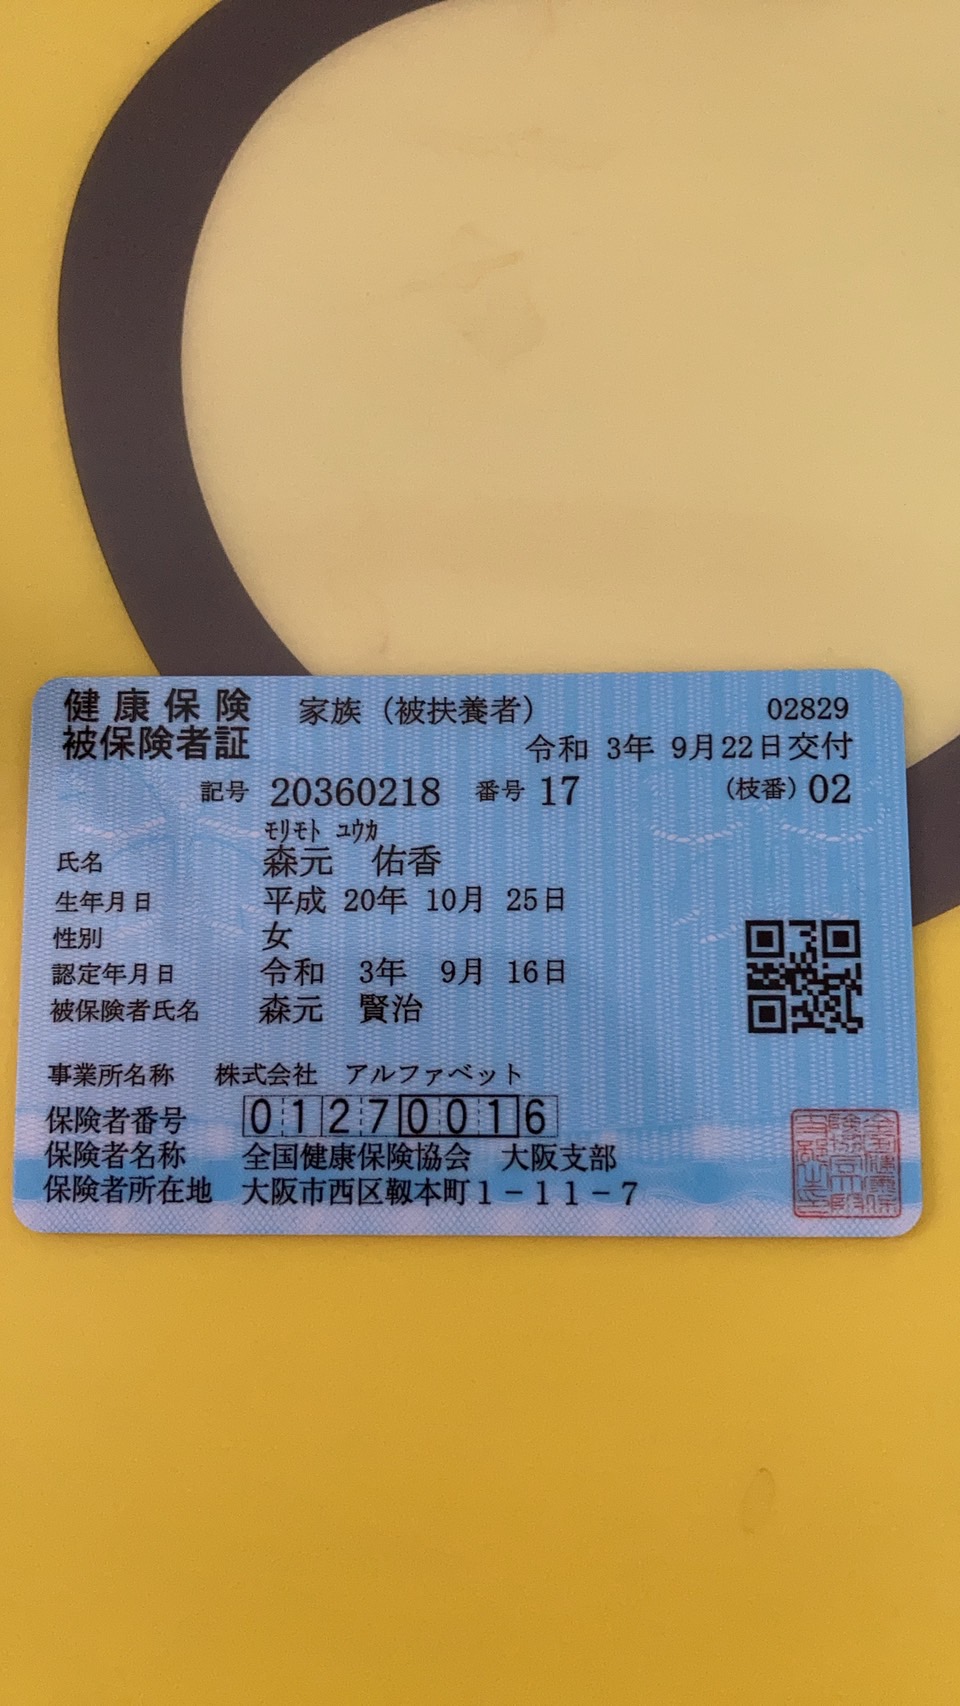 健康保険 家族（被扶養者） 02829
被保険者証 令和 3年 9月22日交付
記号 20360218 番号 17 (枝番) 02
ﾓﾘﾓﾄ ﾕｳｶ
氏名 森元 佑香
生年月日 平成 20年 10月 25日
性別 女
認定年月日 令和 3年 9月 16日
被保険者氏名 森元 賢治
事業所名称 株式会社 アルファベット
保険者番号 01270016
保険者名称 全国健康保険協会 大阪支部
保険者所在地 大阪市西区靱本町1－11－7